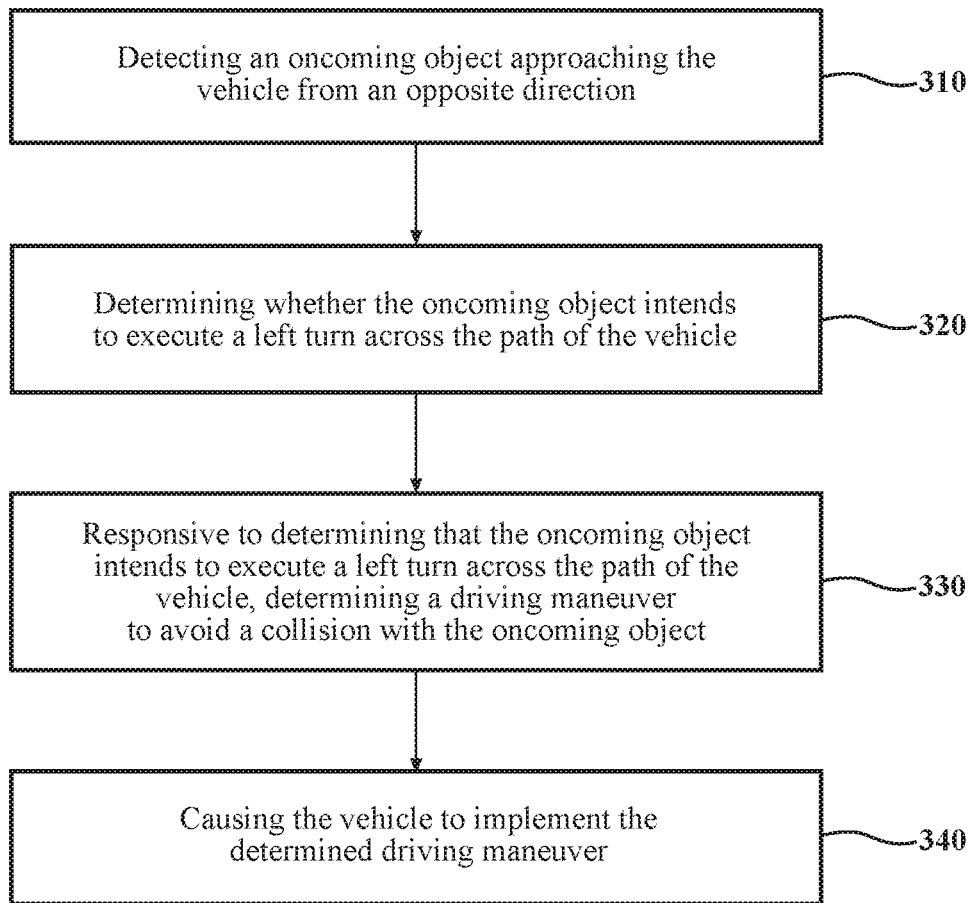 Detecting an oncoming object approaching the
vehicle from an opposite direction
310
Determining whether the oncoming object intends
to execute a left turn across the path of the vehicle
320
Responsive to determining that the oncoming object
intends to execute a left turn across the path of the
vehicle, determining a driving maneuver
to avoid a collision with the oncoming object
330
Causing the vehicle to implement the
determined driving maneuver
340